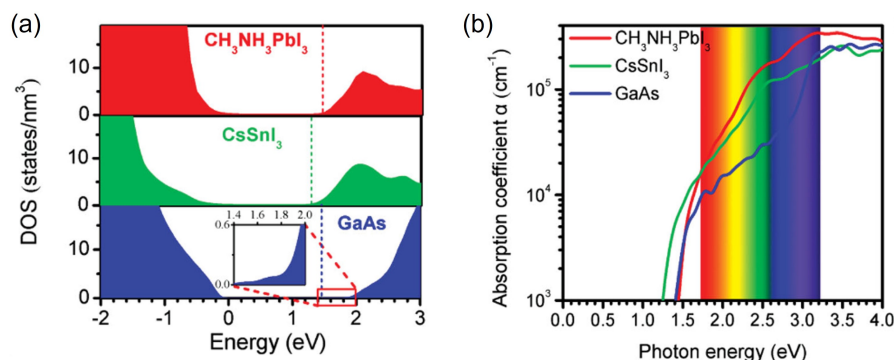 (a)
DOS (states/nm³)
10
0
CH₃NH₃PbI₃
10
0
CsSnI₃
10
0
GaAs
1.4 1.6 1.8 2.0
0.6
0.0
-2 -1 0 1 2 3
Energy (eV)
(b)
Absorption coefficient α (cm⁻¹)
10⁵
10⁴
10³
CH₃NH₃PbI₃
CsSnI₃
GaAs
0.0 0.5 1.0 1.5 2.0 2.5 3.0 3.5 4.0
Photon energy (eV)